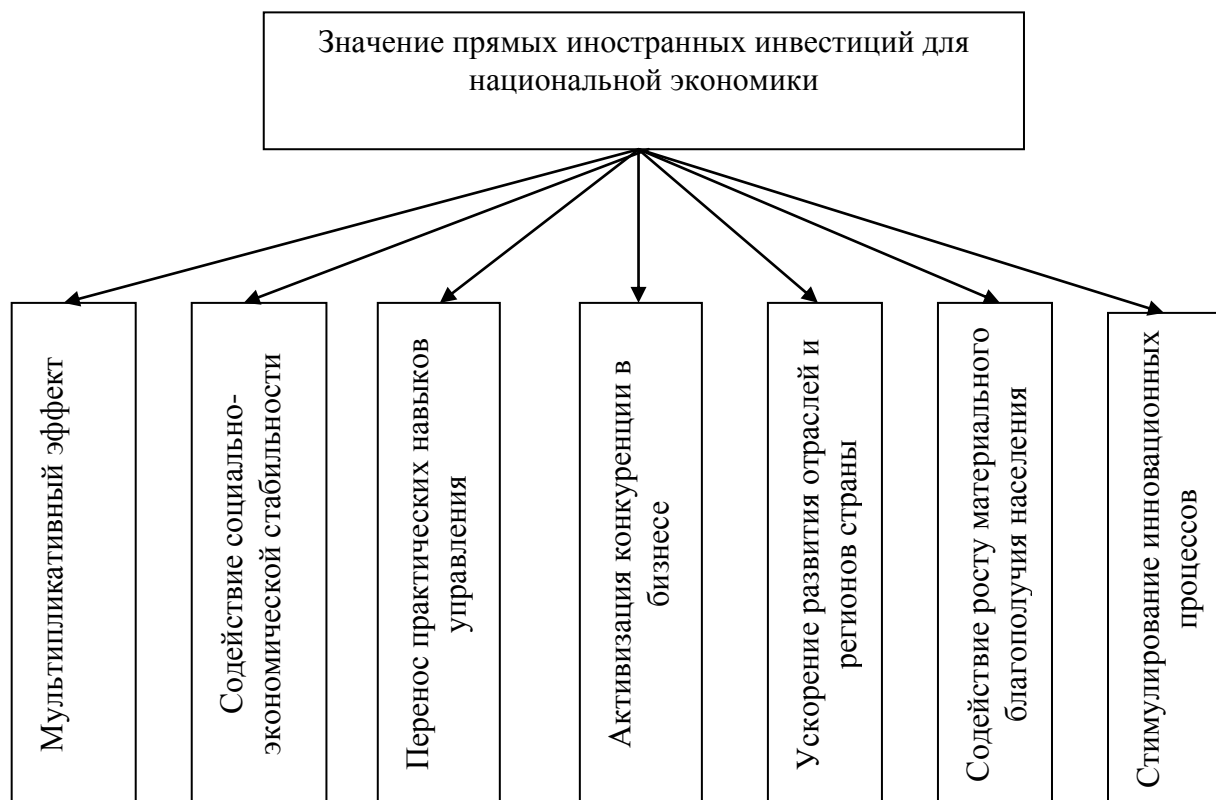 Значение прямых иностранных инвестиций для
национальной экономики
Мультипликативный эффект
Содействие социально-
экономической стабильности
Перенос практических навыков
управления
Активизация конкуренции в
бизнесе
Ускорение развития отраслей и
регионов страны
Содействие росту материального
благополучия населения
Стимулирование инновационных
процессов